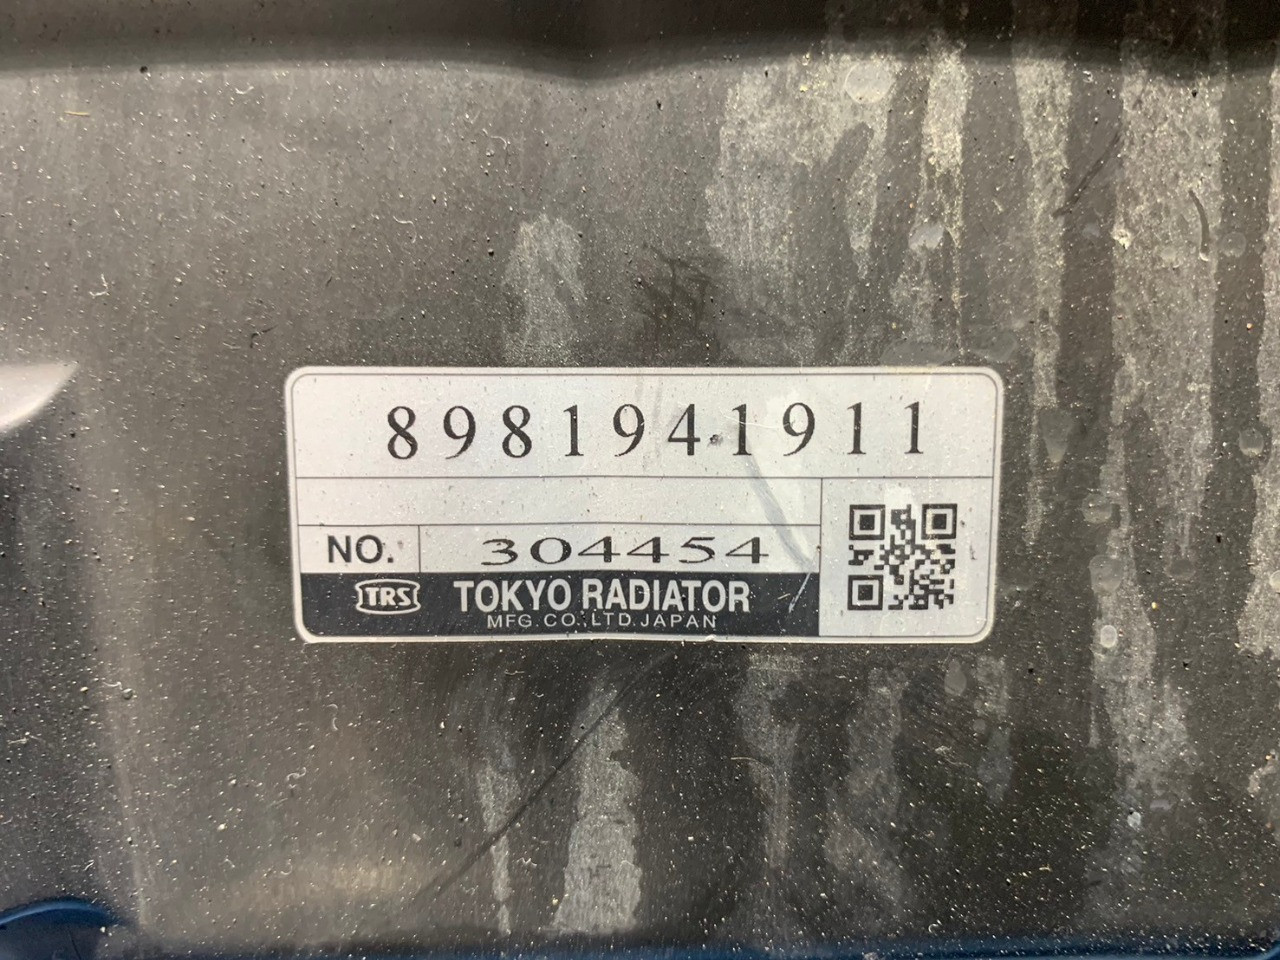 8981941911
NO. 304454
TRS TOKYO RADIATOR
MFG.CO.,LTD.JAPAN